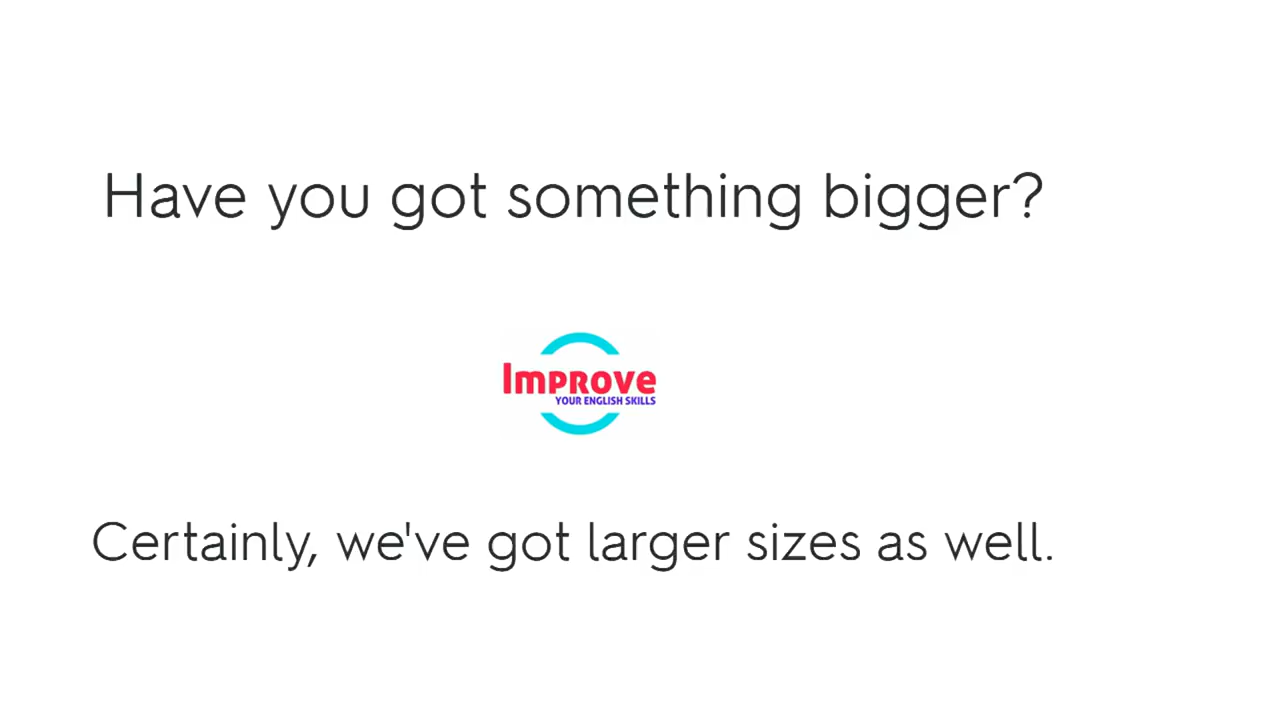 Have you got something bigger?
Improve
YOUR ENGLISH SKILLS
Certainly, we've got larger sizes as well.